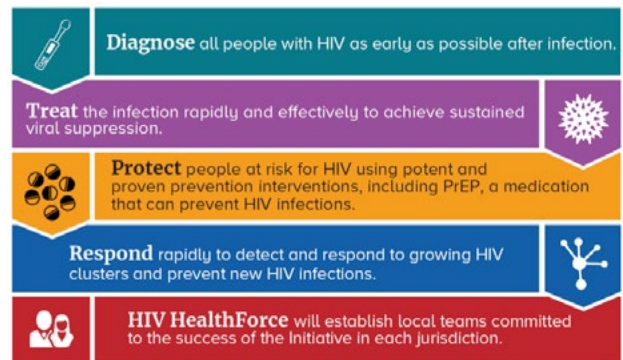 Diagnose all people with HIV as early as possible after infection.
Treat the infection rapidly and effectively to achieve sustained
viral suppression.
Protect people at risk for HIV using potent and
proven prevention interventions, including PrEP, a medication
that can prevent HIV infections.
Respond rapidly to detect and respond to growing HIV
clusters and prevent new HIV infections.
HIV HealthForce will establish local teams committed
to the success of the Initiative in each jurisdiction.